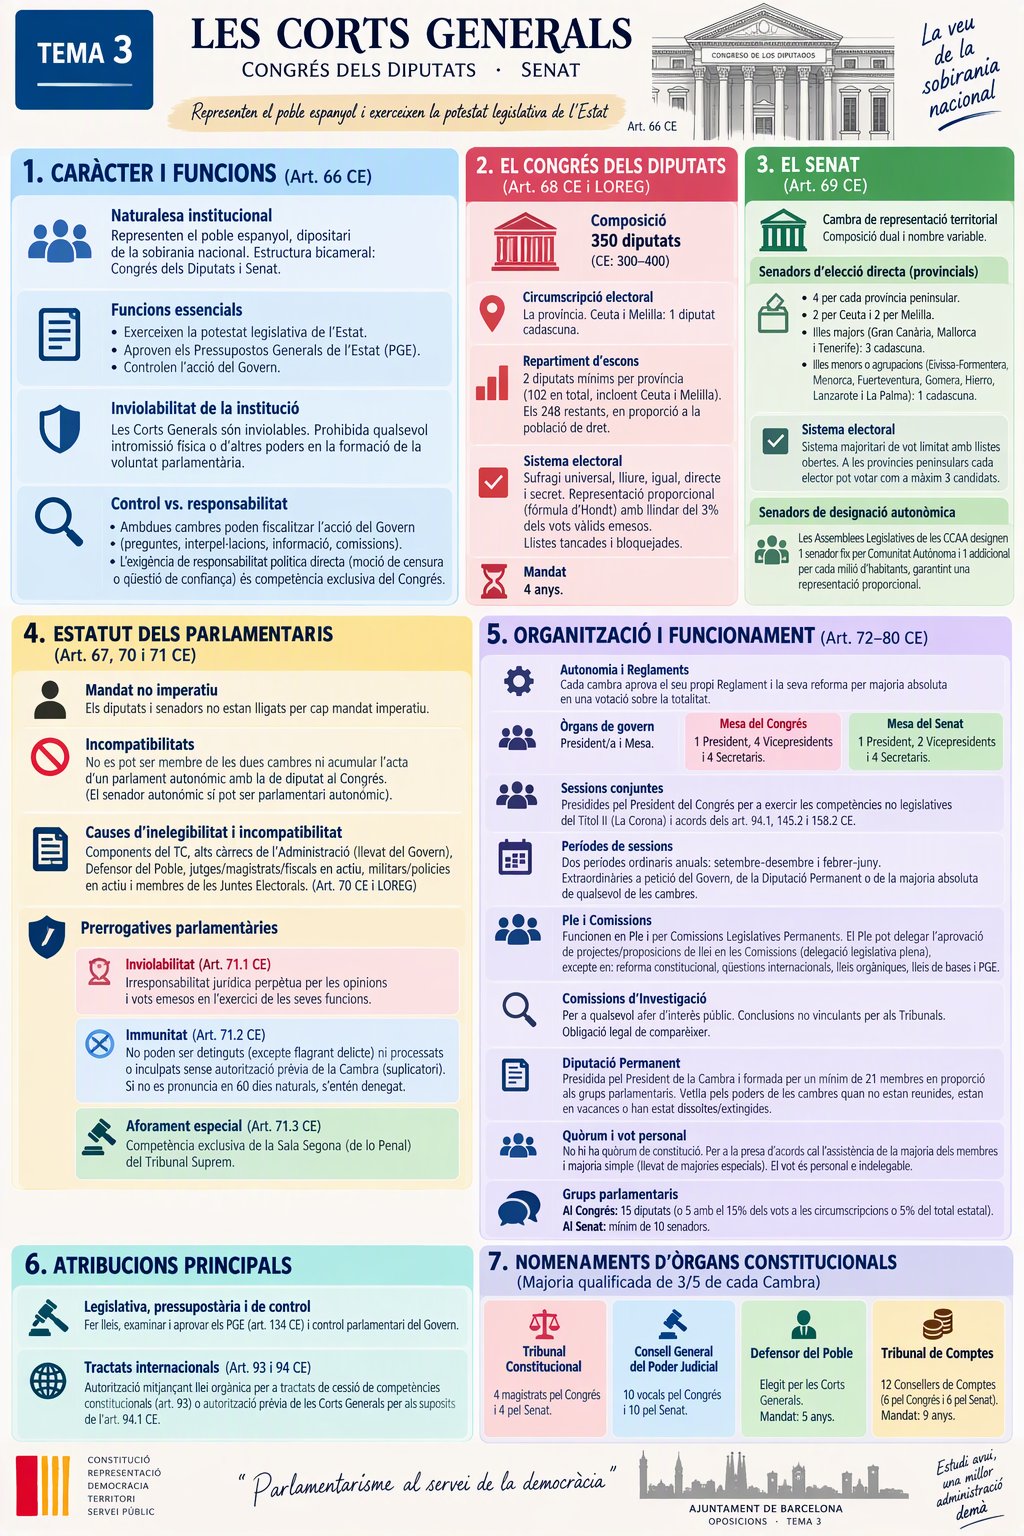 TEMA 3
LES CORTS GENERALS
CONGRÉS DELS DIPUTATS · SENAT
Representen el poble espanyol i exerceixen la potestat legislativa de l'Estat
Art. 66 CE
CONGRESO DE LOS DIPUTADOS
La veu
de la
sobirania
nacional
1. CARÀCTER I FUNCIONS (Art. 66 CE)
Naturalesa institucional
Representen el poble espanyol, dipositari
de la sobirania nacional. Estructura bicameral:
Congrés dels Diputats i Senat.
Funcions essencials
• Exerceixen la potestat legislativa de l'Estat.
• Aproven els Pressupostos Generals de l'Estat (PGE).
• Controlen l'acció del Govern.
Inviolabilitat de la institució
Les Corts Generals són inviolables. Prohibida qualsevol
intromissió física o d'altres poders en la formació de la
voluntat parlamentària.
Control vs. responsabilitat
• Ambdues cambres poden fiscalitzar l'acció del Govern
• (preguntes, interpel·lacions, informació, comissions).
• L'exigència de responsabilitat política directa (moció de censura
o qüestió de confiança) és competència exclusiva del Congrés.
2. EL CONGRÉS DELS DIPUTATS
(Art. 68 CE i LOREG)
Composició
350 diputats
(CE: 300–400)
Circumscripció electoral
La província. Ceuta i Melilla: 1 diputat
cadascuna.
Repartiment d'escons
2 diputats mínims per província
(102 en total, incloent Ceuta i Melilla).
Els 248 restants, en proporció a la
població de dret.
Sistema electoral
Sufragi universal, lliure, igual, directe
i secret. Representació proporcional
(fórmula d'Hondt) amb llindar del 3%
dels vots vàlids emesos.
Llistes tancades i bloquejades.
Mandat
4 anys.
3. EL SENAT
(Art. 69 CE)
Cambra de representació territorial
Composició dual i nombre variable.
Senadors d'elecció directa (provincials)
• 4 per cada província peninsular.
• 2 per Ceuta i 2 per Melilla.
• Illes majors (Gran Canària, Mallorca
i Tenerife): 3 cadascuna.
• Illes menors o agrupacions (Eivissa-Formentera,
Menorca, Fuerteventura, Gomera, Hierro,
Lanzarote i La Palma): 1 cadascuna.
Sistema electoral
Sistema majoritari de vot limitat amb llistes
obertes. A les províncies peninsulars cada
elector pot votar com a màxim 3 candidats.
Senadors de designació autonòmica
Les Assemblees Legislatives de les CCAA designen
1 senador fix per Comunitat Autónoma i 1 addicional
per cada milió d'habitants, garantint una
representació proporcional.
4. ESTATUT DELS PARLAMENTARIS
(Art. 67, 70 i 71 CE)
Mandat no imperatiu
Els diputats i senadors no estan lligats per cap mandat imperatiu.
Incompatibilitats
No es pot ser membre de les dues cambres ni acumular l'acta
d'un parlament autonómic amb la de diputat al Congrés.
(El senador autonómic sí pot ser parlamentari autonómic).
Causes d'inelegibilitat i incompatibilitat
Components del TC, alts càrrecs de l'Administració (llevat del Govern),
Defensor del Poble, jutges/magistrats/fiscals en actiu, militars/policies
en actiu i membres de les Juntes Electorals. (Art. 70 CE i LOREG)
Prerrogatives parlamentàries
Inviolabilitat (Art. 71.1 CE)
Irresponsabilitat jurídica perpètua per les opinions
i vots emesos en l'exercici de les seves funcions.
Immunitat (Art. 71.2 CE)
No poden ser detinguts (excepte flagrant delicte) ni processats
o inculpats sense autorització prèvia de la Cambra (suplicatori).
Si no es pronuncia en 60 dies naturals, s'entén denegat.
Aforament especial (Art. 71.3 CE)
Competència exclusiva de la Sala Segona (de lo Penal)
del Tribunal Suprem.
5. ORGANITZACIÓ I FUNCIONAMENT (Art. 72–80 CE)
Autonomia i Reglaments
Cada cambra aprova el seu propi Reglament i la seva reforma per majoria absoluta
en una votació sobre la totalitat.
Òrgans de govern
President/a i Mesa.
Mesa del Congrés
1 President, 4 Vicepresidents
i 4 Secretaris.
Mesa del Senat
1 President, 2 Vicepresidents
i 4 Secretaris.
Sessions conjuntes
Presidides pel President del Congrés per a exercir les competències no legislatives
del Títol II (La Corona) i acords dels art. 94.1, 145.2 i 158.2 CE.
Períodes de sessions
Dos períodes ordinaris anuals: setembre-desembre i febrer-juny.
Extraordinàries a petició del Govern, de la Diputació Permanent o de la majoria absoluta
de qualsevol de les cambres.
Ple i Comissions
Funcionen en Ple i per Comissions Legislatives Permanents. El Ple pot delegar l'aprovació
de projectes/proposicions de llei en les Comissions (delegació legislativa plena),
excepte en: reforma constitucional, qüestions internacionals, lleis orgàniques, lleis de bases i PGE.
Comissions d'Investigació
Per a qualsevol afer d'interès públic. Conclusions no vinculants per als Tribunals.
Obligació legal de comparèixer.
Diputació Permanent
Presidida pel President de la Cambra i formada per un mínim de 21 membres en proporció
als grups parlamentaris. Vetlla pels poders de les cambres quan no estan reunides, estan
en vacances o han estat dissoltes/extingides.
Quòrum i vot personal
No hi ha quòrum de constitució. Per a la presa d'acords cal l'assistència de la majoria dels membres
i majoria simple (llevat de majories especials). El vot és personal e indelegable.
Grups parlamentaris
Al Congrés: 15 diputats (o 5 amb el 15% dels vots a les circumscripcions o 5% del total estatal).
Al Senat: mínim de 10 senadors.
6. ATRIBUCIONS PRINCIPALS
Legislativa, pressupostària i de control
Fer lleis, examinar i aprovar els PGE (art. 134 CE) i control parlamentari del Govern.
Tractats internacionals (Art. 93 i 94 CE)
Autorització mitjançant llei orgànica per a tractats de cessió de competències
constitucionals (art. 93) o autorització prèvia de les Corts Generals per als suposits
de l'art. 94.1 CE.
7. NOMENAMENTS D'ÒRGANS CONSTITUCIONALS
(Majoria qualificada de 3/5 de cada Cambra)
Tribunal
Constitucional
4 magistrats pel Congrés
i 4 pel Senat.
Consell General
del Poder Judicial
10 vocals pel Congrés
i 10 pel Senat.
Defensor del Poble
Elegit per les Corts
Generals.
Mandat: 5 anys.
Tribunal de Comptes
12 Consellers de Comptes
(6 pel Congrés i 6 pel Senat).
Mandat: 9 anys.
CONSTITUCIÓ
REPRESENTACIÓ
DEMOCRACIA
TERRITORI
SERVEI PÚBLIC
"Parlamentarisme al servei de la democràcia"
AJUNTAMENT DE BARCELONA
OPOSICIONS · TEMA 3
Estudi avui,
una millor
administració
demà